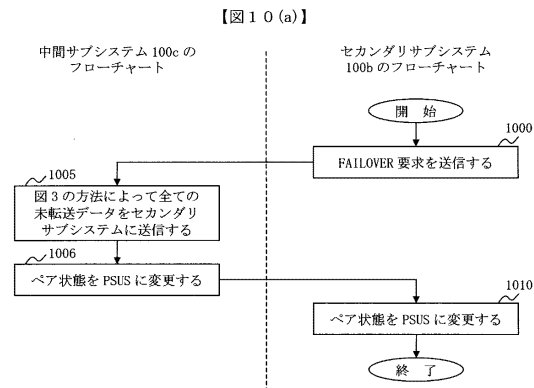 【図１０(a)】
中間サブシステム 100c の
フローチャート
セカンダリサブシステム
100b のフローチャート
開 始
1000
FAILOVER 要求を送信する
1005
図３の方法によって全ての
未転送データをセカンダリ
サブシステムに送信する
1006
ペア状態を PSUS に変更する
1010
ペア状態を PSUS に変更する
終 了